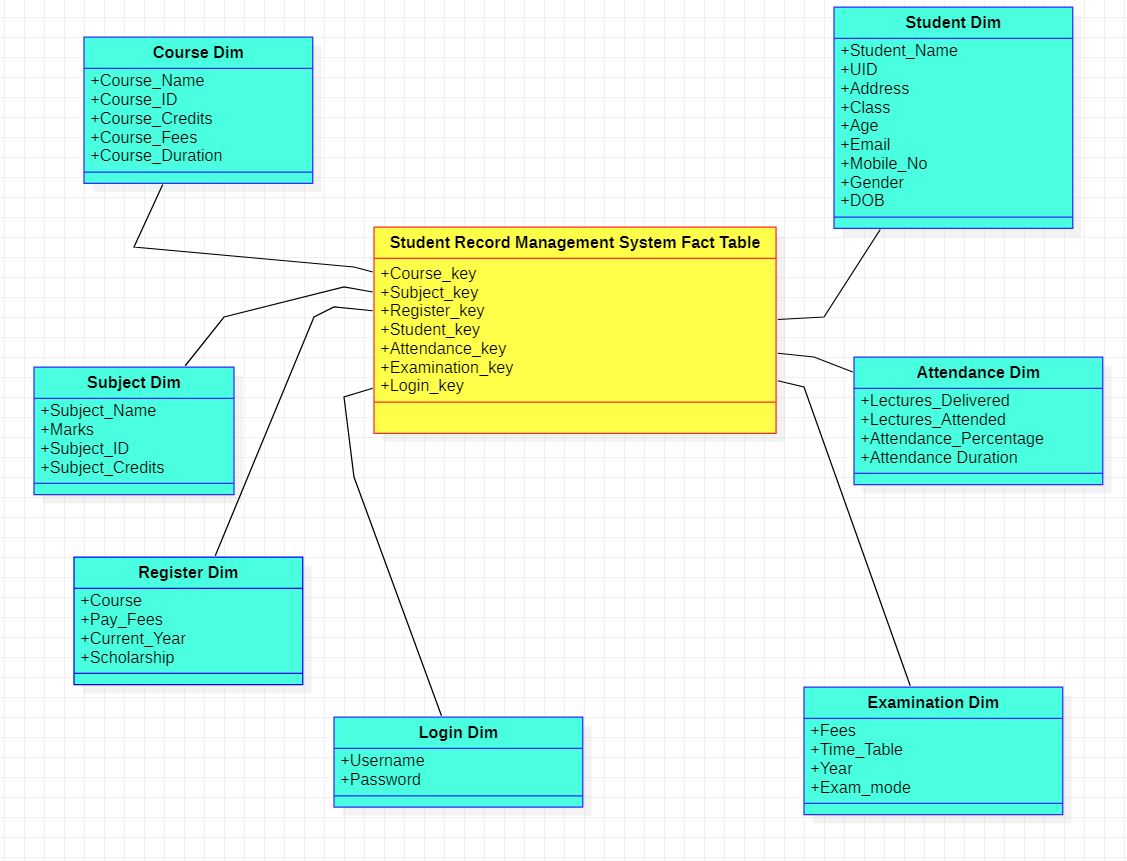 Course Dim
+Course_Name
+Course_ID
+Course_Credits
+Course_Fees
+Course_Duration
Student Dim
+Student_Name
+UID
+Address
+Class
+Age
+Email
+Mobile_No
+Gender
+DOB
Student Record Management System Fact Table
+Course_key
+Subject_key
+Register_key
+Student_key
+Attendance_key
+Examination_key
+Login_key
Subject Dim
+Subject_Name
+Marks
+Subject_ID
+Subject_Credits
Attendance Dim
+Lectures_Delivered
+Lectures_Attended
+Attendance_Percentage
+Attendance Duration
Register Dim
+Course
+Pay_Fees
+Current_Year
+Scholarship
Login Dim
+Username
+Password
Examination Dim
+Fees
+Time_Table
+Year
+Exam_mode